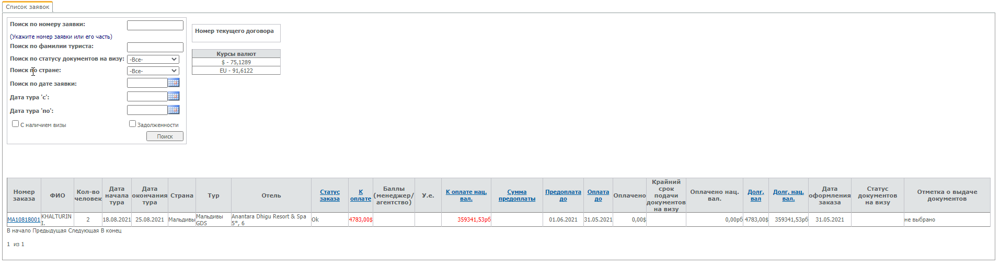 Список заявок
Поиск по номеру заявки:
(Укажите номер заявки или его часть)
Поиск по фамилии туриста:
Поиск по статусу документов на визу: -Все-
Поиск по стране: -Все-
Поиск по дате заявки:
Дата тура 'с':
Дата тура 'по':
С наличием визы Задолженности
Поиск
Номер текущего договора
Курсы валют
$ - 75,1289
EU - 91,6122
Номер заказа ФИО Кол-во человек Дата начала тура Дата окончания тура Страна Тур Отель Статус заказа К оплате Баллы (менеджер/агентство) У.е. К оплате нац. вал. Сумма предоплаты Предоплата до Оплата до Оплачено Крайний срок подачи документов на визу Оплачено нац. вал. Долг, вал Долг, нац. вал. Дата оформления заказа Статус документов на визу Отметка о выдаче документов
MA10818001 KHALTURIN I. 2 18.08.2021 25.08.2021 Мальдивы Мальдивы GDS Anantara Dhigu Resort & Spa 5*, 6 Ok 4783,00$ 359341,53рб 01.06.2021 31.05.2021 0,00$ 0,00рб 4783,00$ 359341,53рб 31.05.2021 не выбрано
В начало Предыдущая Следующая В конец
1 из 1